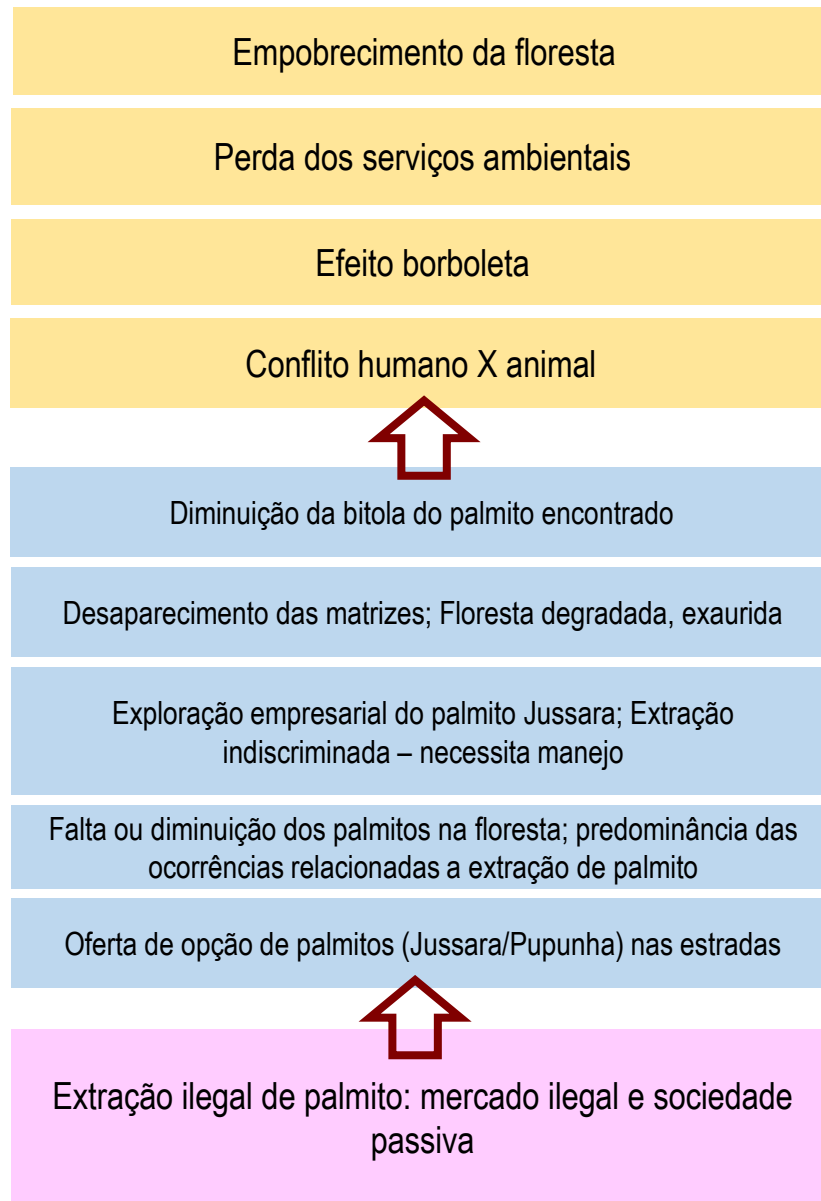 Empobrecimento da floresta
Perda dos serviços ambientais
Efeito borboleta
Conflito humano X animal
Diminuição da bitola do palmito encontrado
Desaparecimento das matrizes; Floresta degradada, exaurida
Exploração empresarial do palmito Jussara; Extração
indiscriminada – necessita manejo
Falta ou diminuição dos palmitos na floresta; predominância das
ocorrências relacionadas a extração de palmito
Oferta de opção de palmitos (Jussara/Pupunha) nas estradas
Extração ilegal de palmito: mercado ilegal e sociedade
passiva